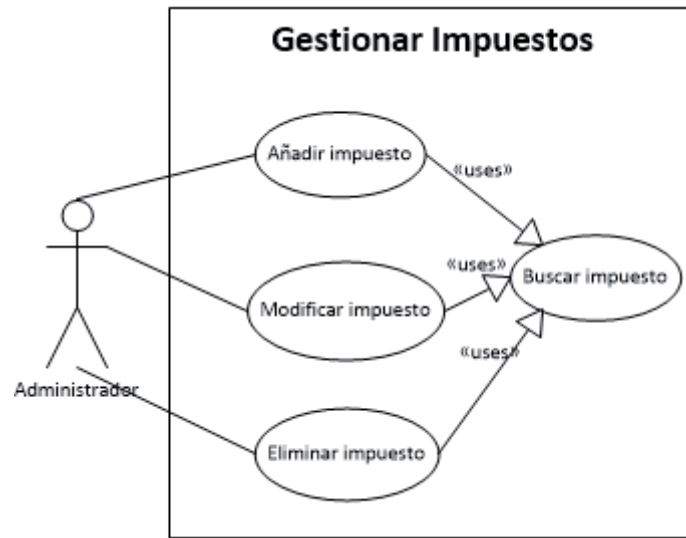 Gestionar Impuestos
Añadir impuesto
«uses»
Buscar impuesto
«uses»
Modificar impuesto
«uses»
Administrador
Eliminar impuesto